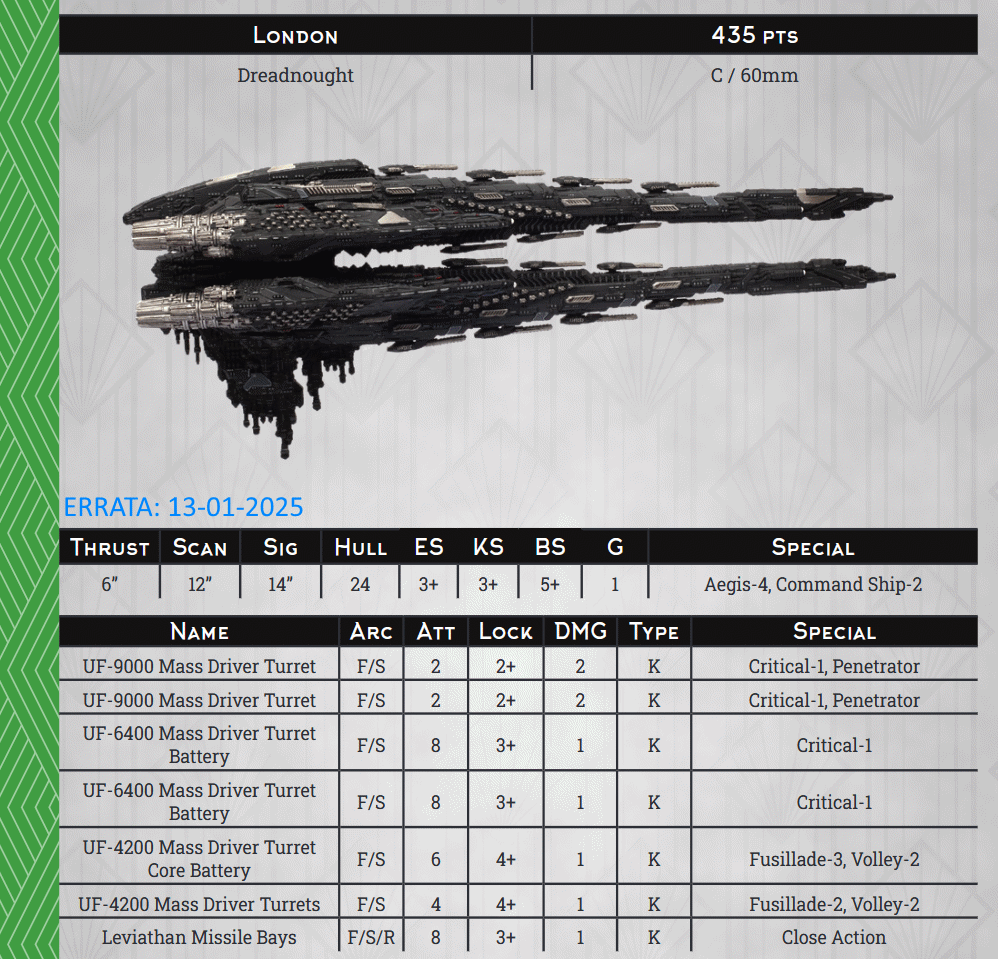 London 435 pts
Dreadnought C / 60mm
ERRATA: 13-01-2025
Thrust Scan Sig Hull ES KS BS G Special
6” 12” 14” 24 3+ 3+ 5+ 1 Aegis-4, Command Ship-2
Name Arc Att Lock DMG Type Special
UF-9000 Mass Driver Turret F/S 2 2+ 2 K Critical-1, Penetrator
UF-9000 Mass Driver Turret F/S 2 2+ 2 K Critical-1, Penetrator
UF-6400 Mass Driver Turret
Battery F/S 8 3+ 1 K Critical-1
UF-6400 Mass Driver Turret
Battery F/S 8 3+ 1 K Critical-1
UF-4200 Mass Driver Turret
Core Battery F/S 6 4+ 1 K Fusillade-3, Volley-2
UF-4200 Mass Driver Turrets F/S 4 4+ 1 K Fusillade-2, Volley-2
Leviathan Missile Bays F/S/R 8 3+ 1 K Close Action